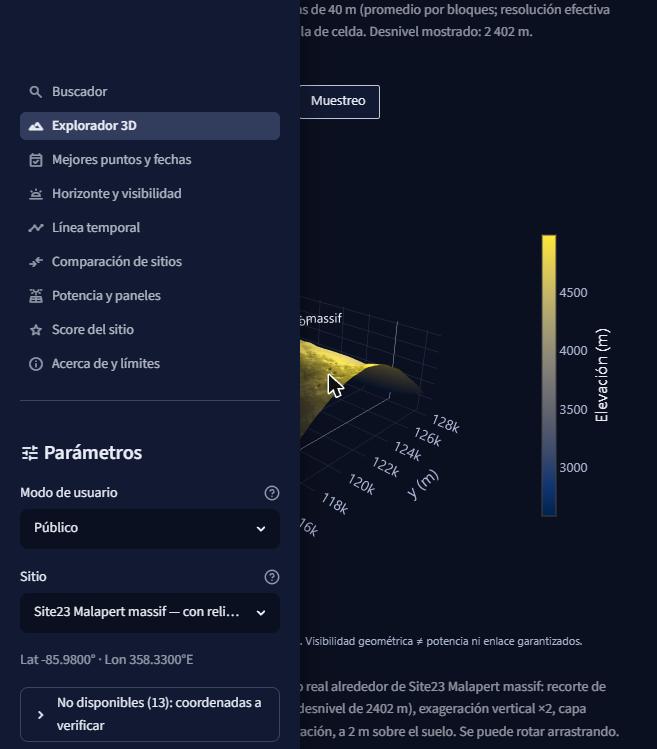 s de 40 m (promedio por bloques; resolución efectiva
la de celda. Desnivel mostrado: 2 402 m.
Buscador
Muestreo
Explorador 3D
Mejores puntos y fechas
Horizonte y visibilidad
Línea temporal
Comparación de sitios
Potencia y paneles
Score del sitio
Acerca de y límites
massif
4500
4000
3500
3000
Elevación (m)
128k
126k
124k
122k
120k
118k
16k
y (m)
Parámetros
Modo de usuario
Público
Sitio
Site23 Malapert massif — con reli...
Lat -85.9800° · Lon 358.3300°E
No disponibles (13): coordenadas a
verificar
. Visibilidad geométrica ≠ potencia ni enlace garantizados.
o real alrededor de Site23 Malapert massif: recorte de
desnivel de 2402 m), exageración vertical ×2, capa
ación, a 2 m sobre el suelo. Se puede rotar arrastrando.